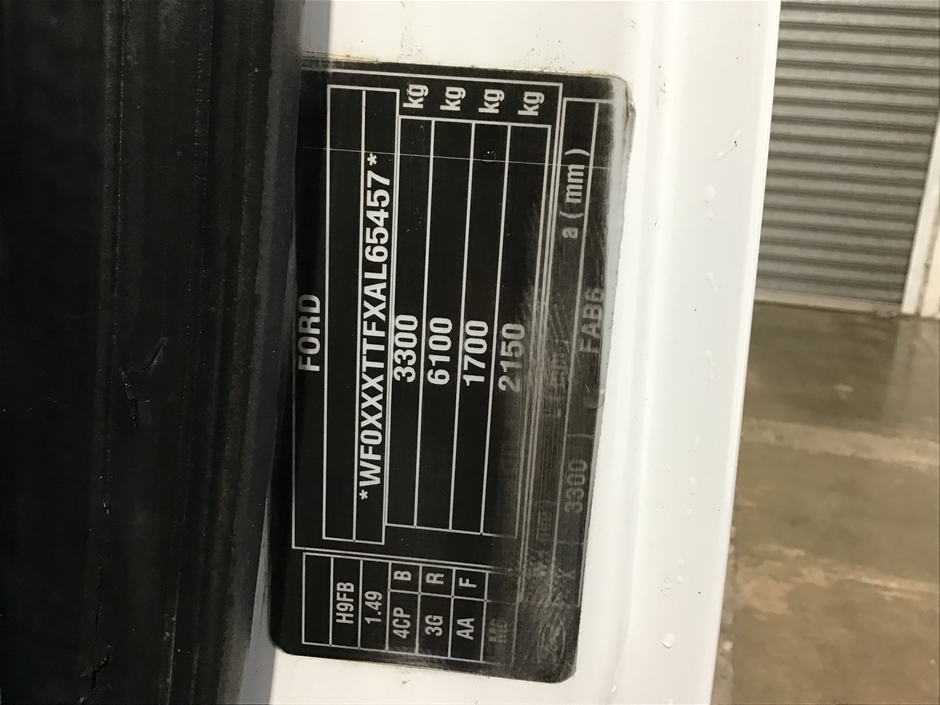 FORD
*WF0XXXTTFXAL65457*
3300 kg
6100 kg
1700 kg
2150 kg
a ( mm )
3300
FAB6
H9FB
1.49
4CP B
3G R
AA F